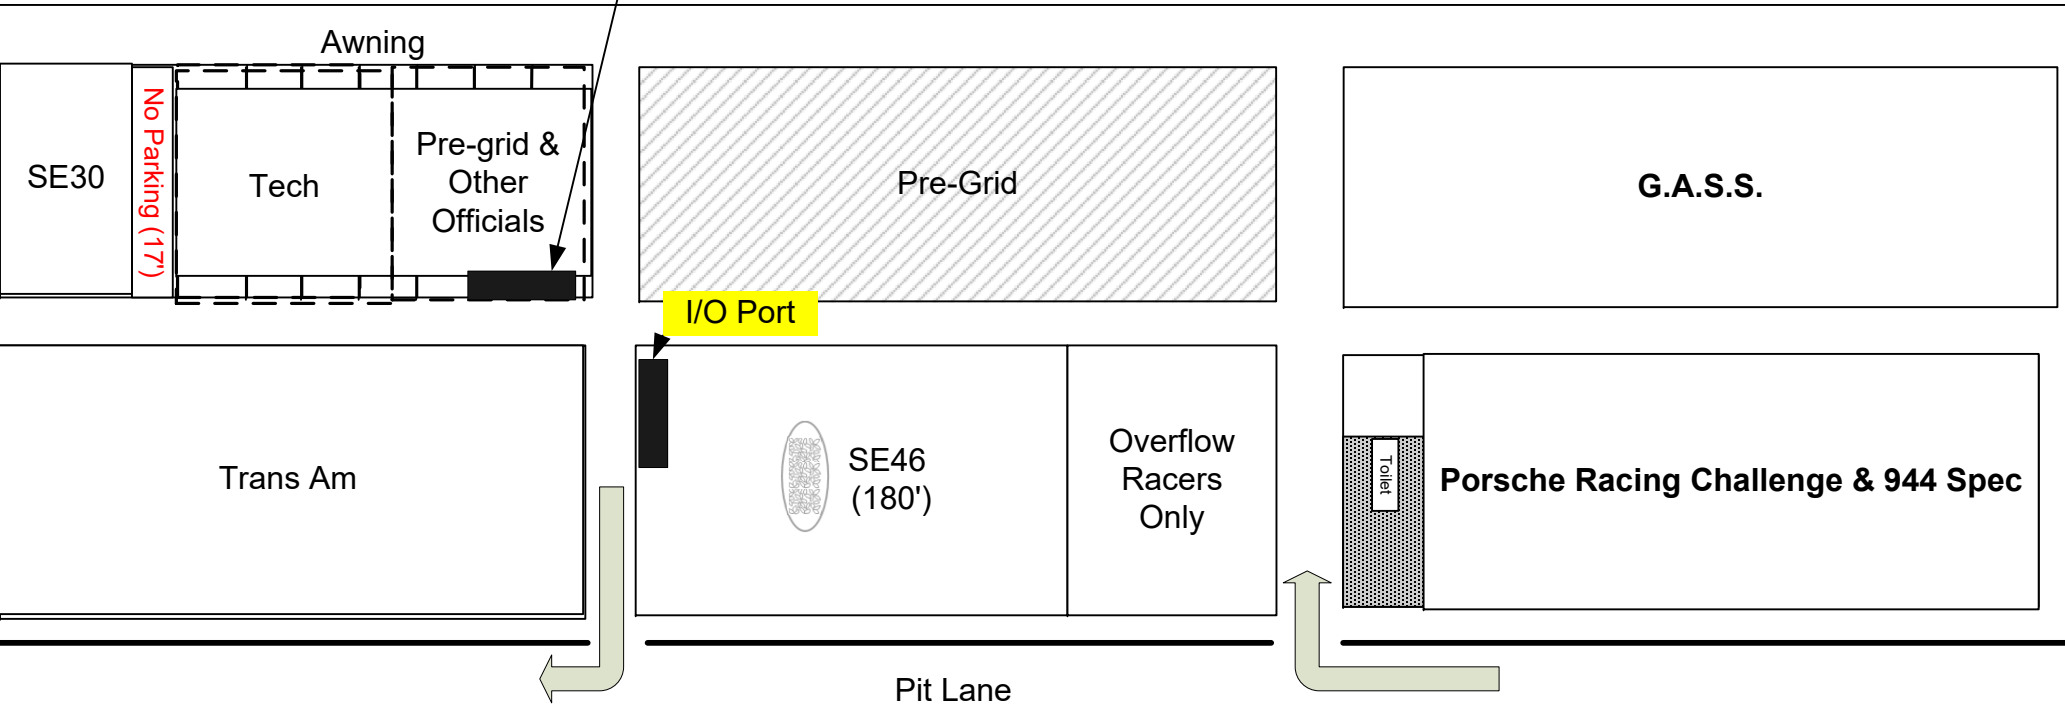 Awning
SE30
No Parking (17')
Tech
Pre-grid &
Other
Officials
Pre-Grid
G.A.S.S.
I/O Port
Trans Am
SE46
(180')
Overflow
Racers
Only
Toilet
Porsche Racing Challenge & 944 Spec
Pit Lane